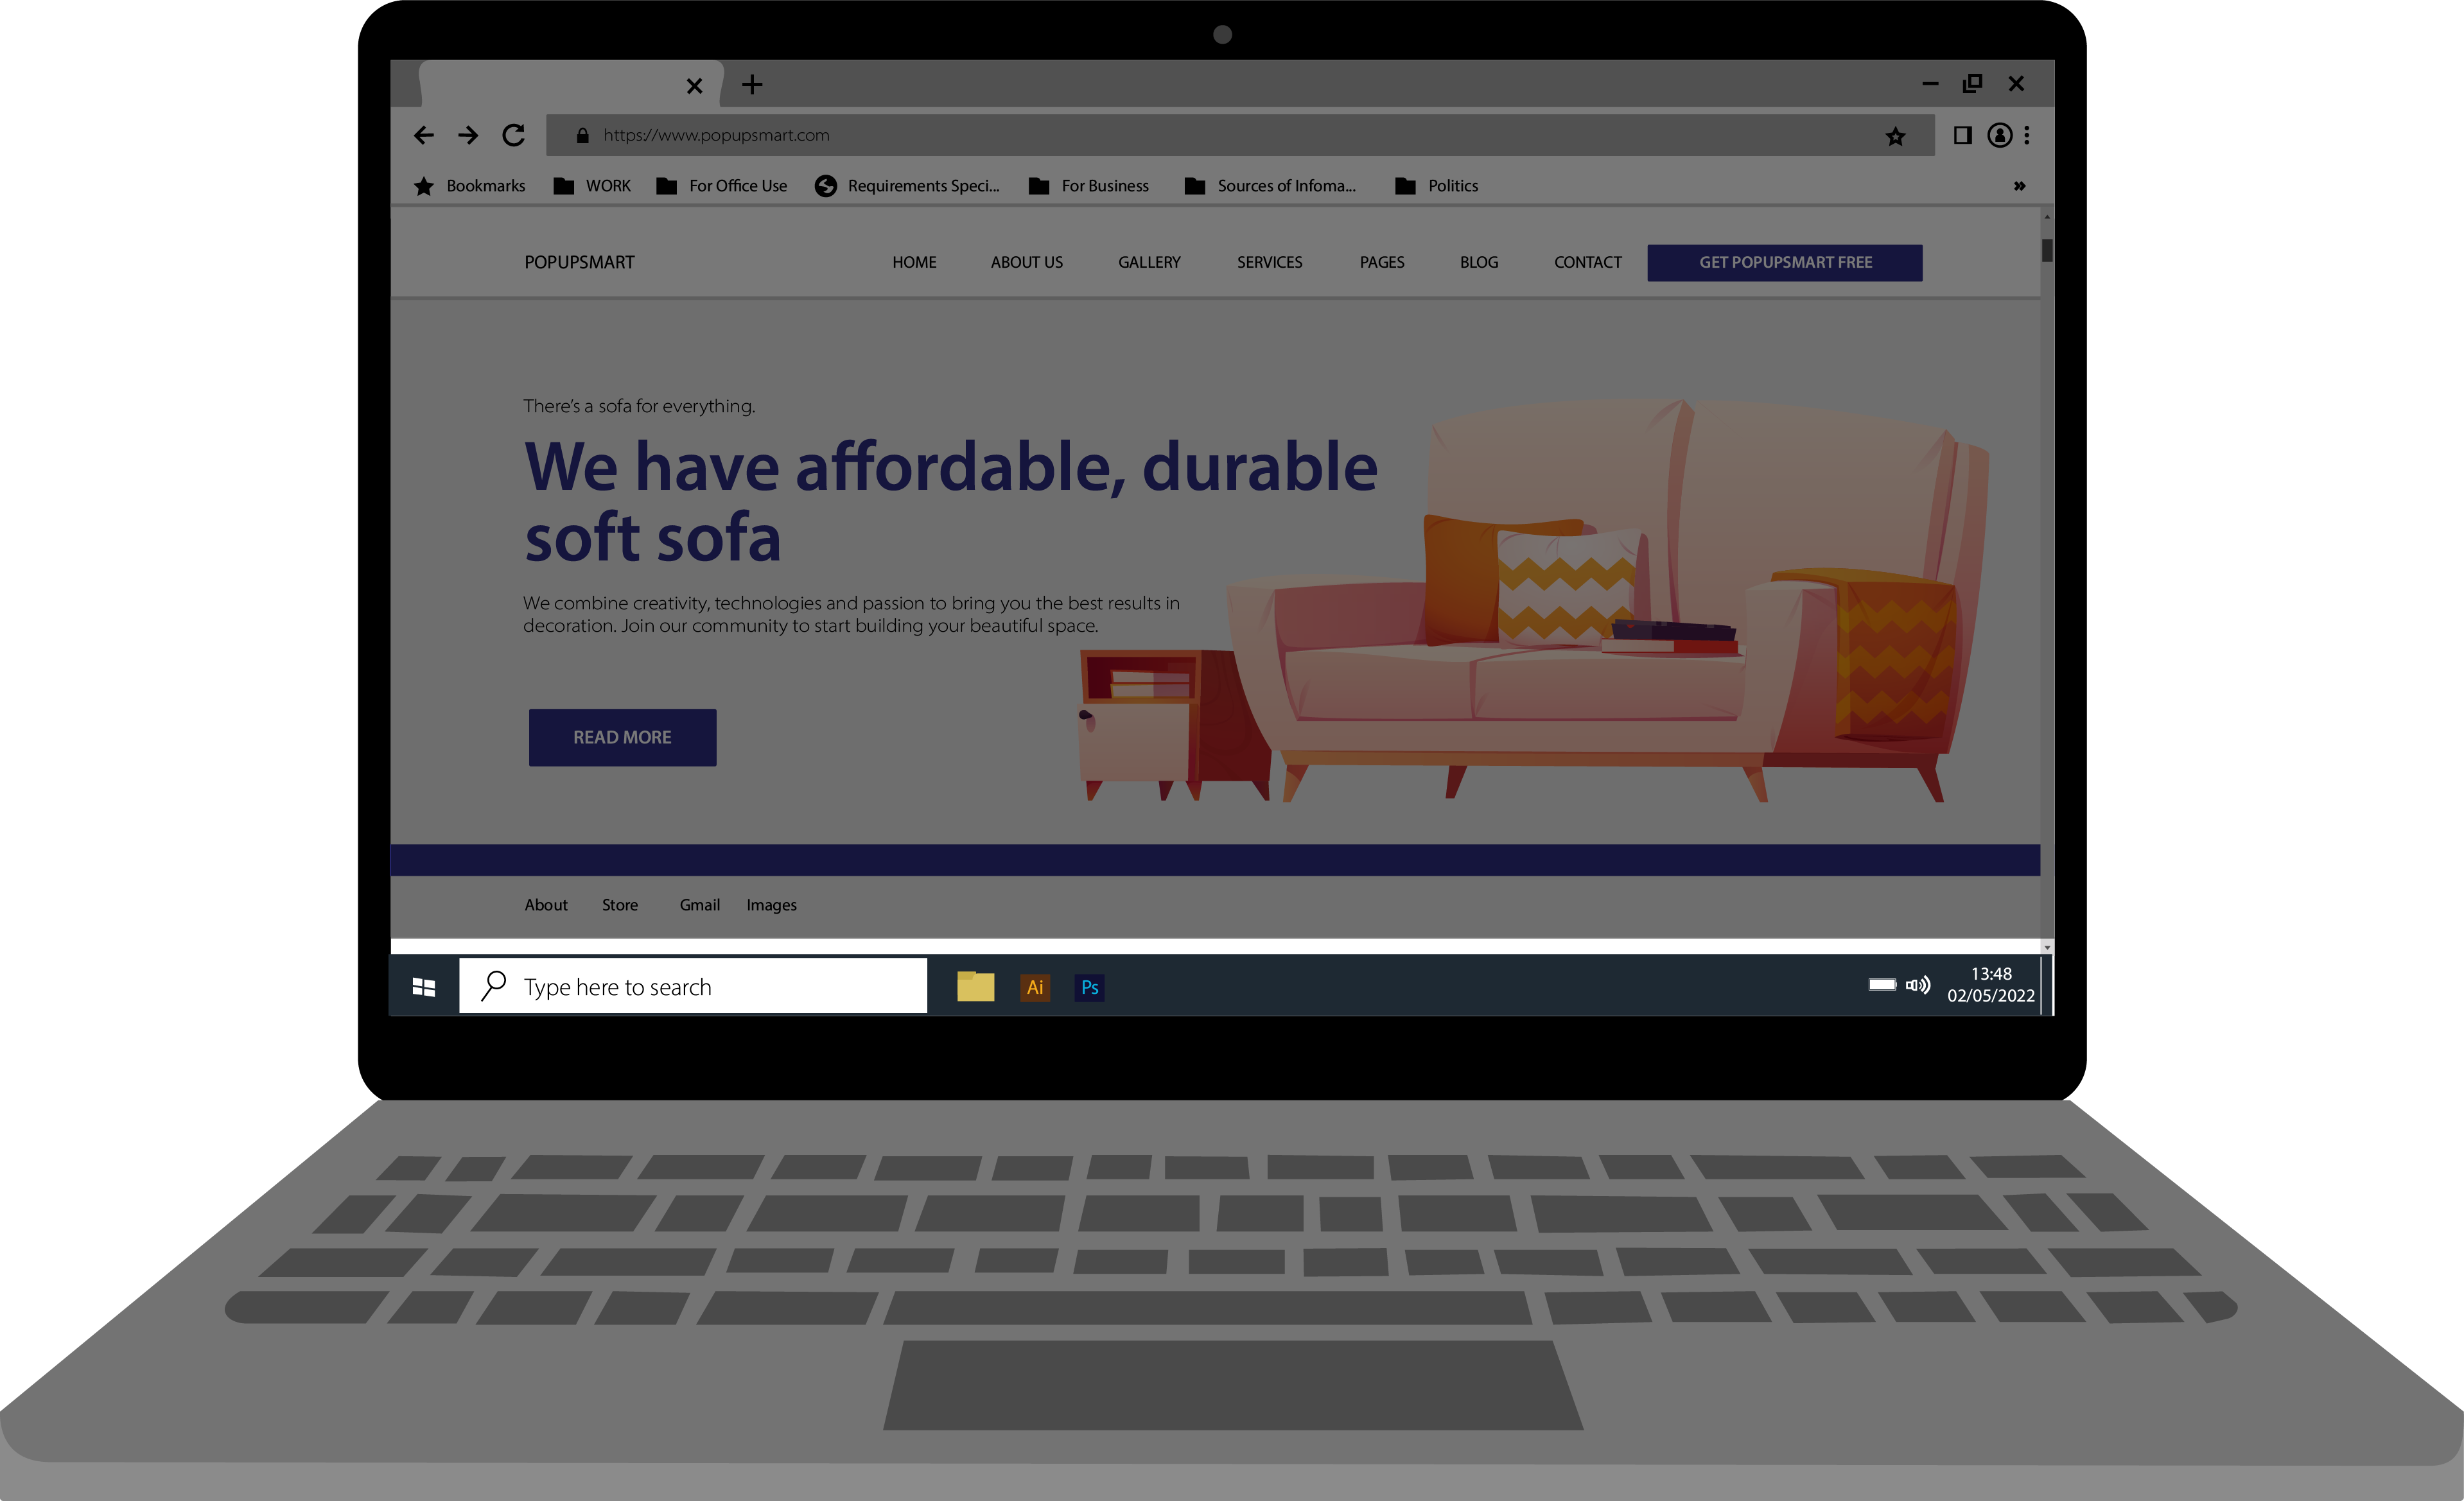 https://www.popupsmart.com
Bookmarks WORK For Office Use Requirements Speci... For Business Sources of Infoma... Politics
POPUPSMART HOME ABOUT US GALLERY SERVICES PAGES BLOG CONTACT GET POPUPSMART FREE
There's a sofa for everything.
We have affordable, durable
soft sofa
We combine creativity, technologies and passion to bring you the best results in
decoration. Join our community to start building your beautiful space.
READ MORE
About Store Gmail Images
Type here to search Ai Ps 13:48
02/05/2022